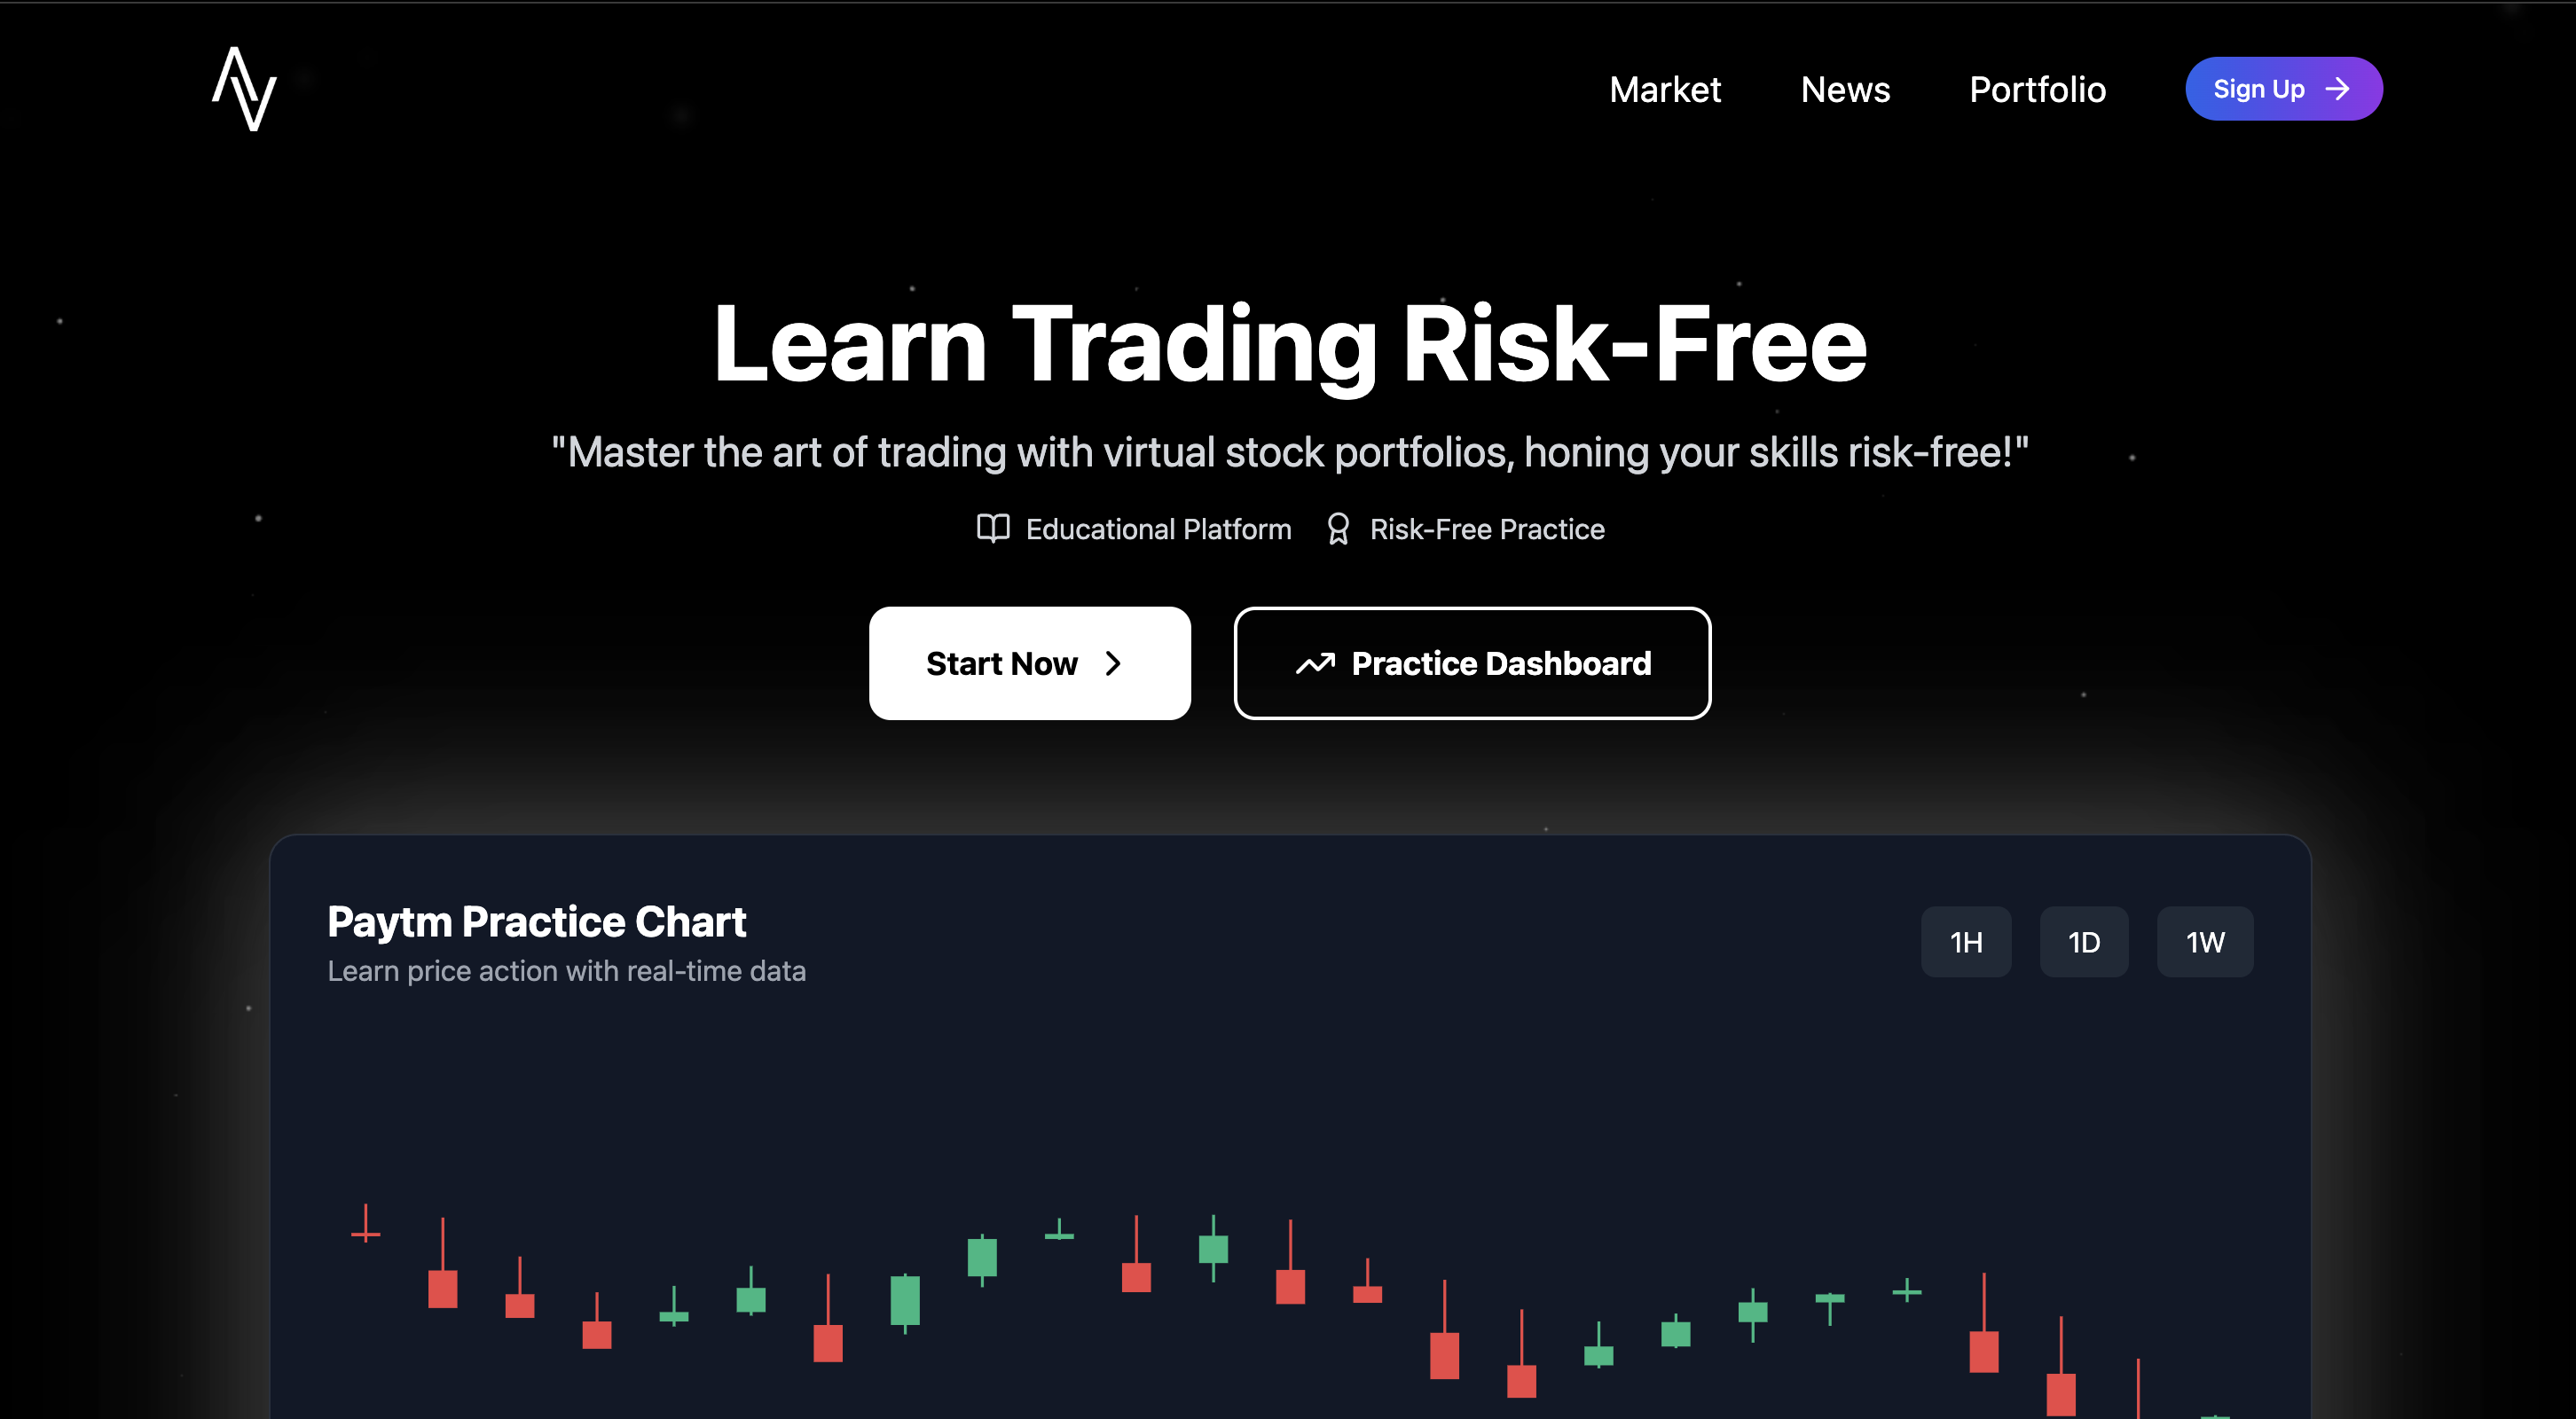 Market
News
Portfolio
Sign Up
Learn Trading Risk-Free
"Master the art of trading with virtual stock portfolios, honing your skills risk-free!"
Educational Platform
Risk-Free Practice
Start Now
Practice Dashboard
Paytm Practice Chart
Learn price action with real-time data
1H
1D
1W